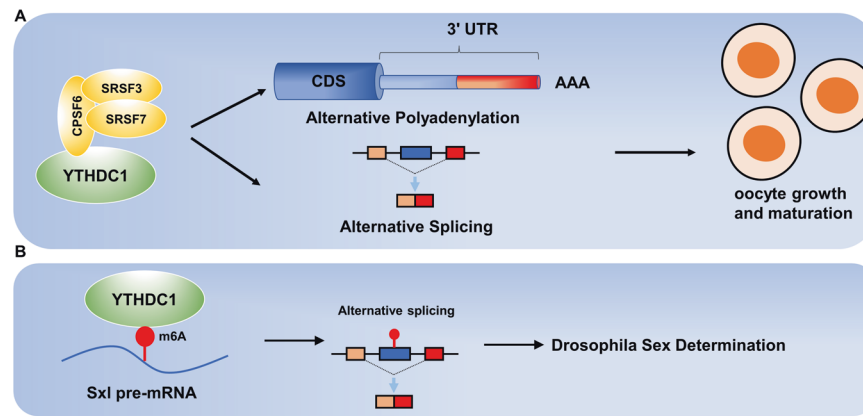 A
3' UTR
CPSF6
SRSF3
SRSF7
YTHDC1
CDS
AAA
Alternative Polyadenylation
Alternative Splicing
oocyte growth
and maturation
B
YTHDC1
m6A
Sxl pre-mRNA
Alternative splicing
Drosophila Sex Determination